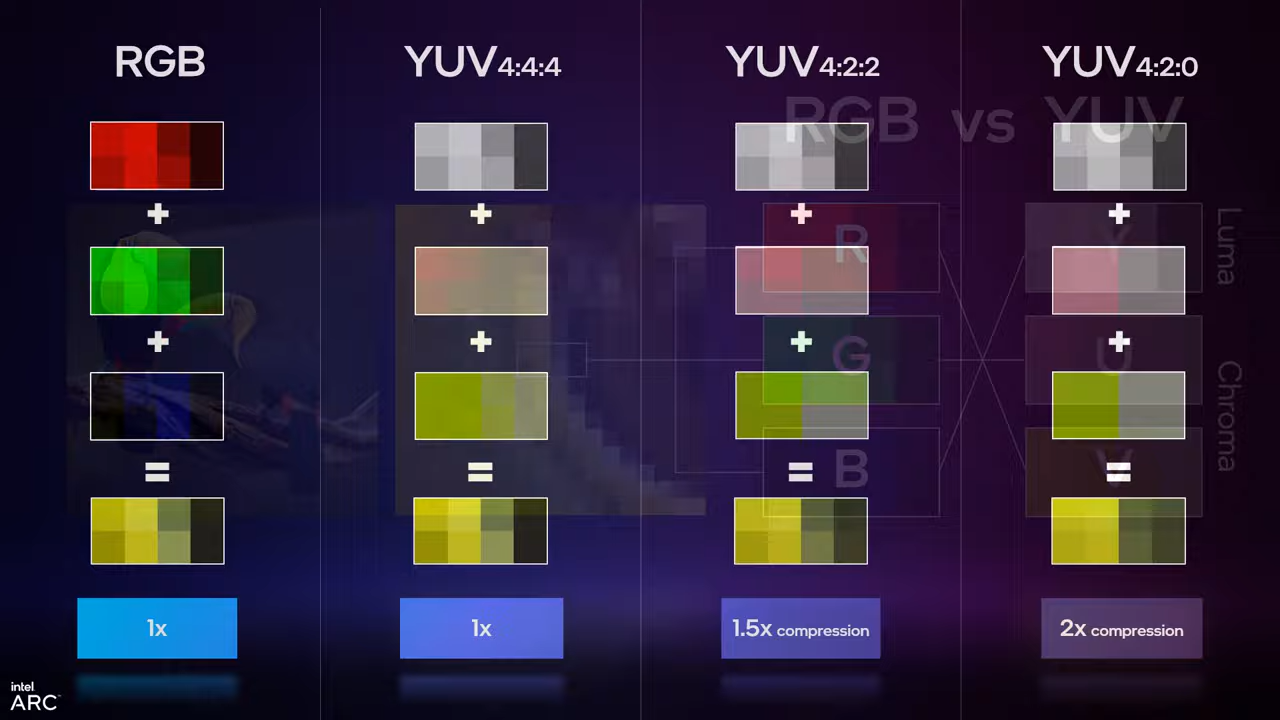 RGB
YUV4:4:4
YUV4:2:2
YUV4:2:0
RGB vs YUV
+
+
+
+
R
Y
Luma
+
+
+
+
G
U
Chroma
=
=
=
=
B
V
1x
1x
1.5x compression
2x compression
intel
ARC™